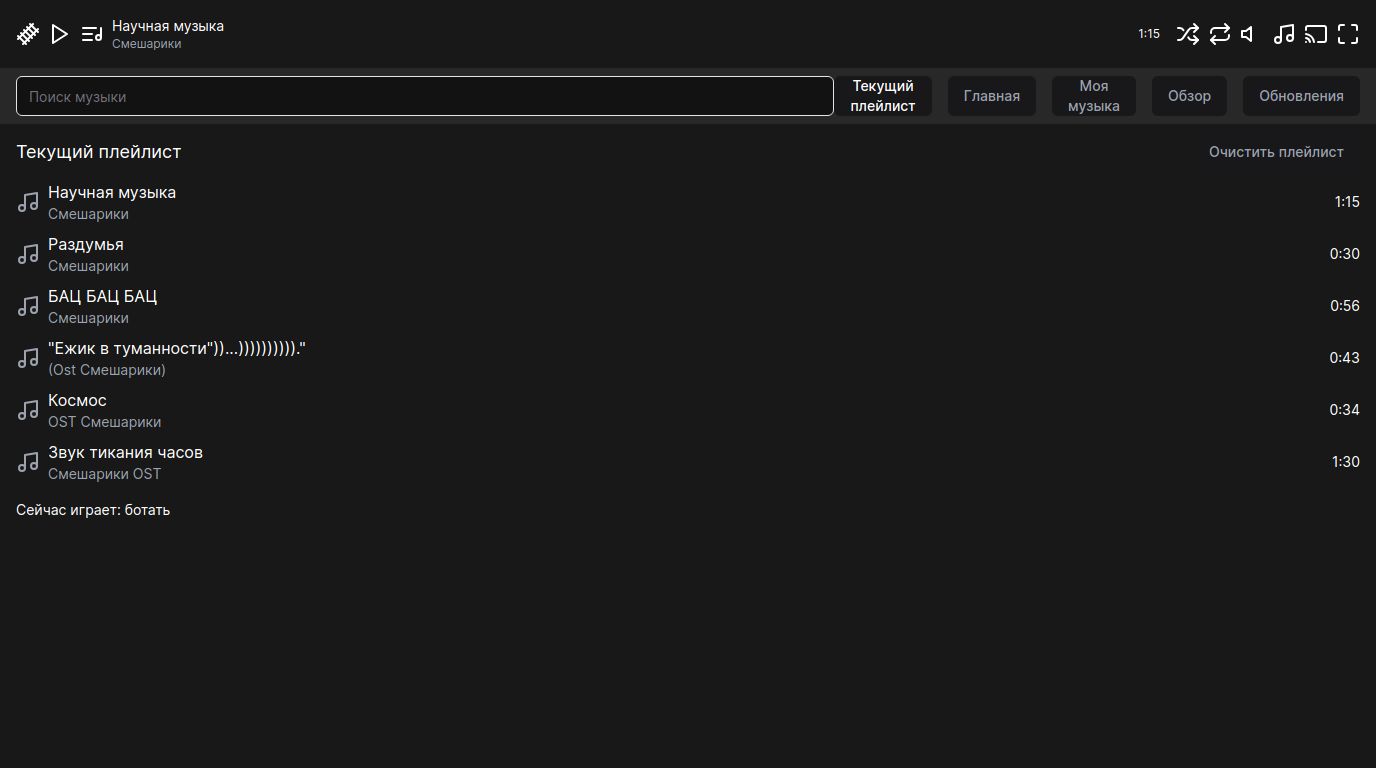 Научная музыка
Смешарики
1:15
Поиск музыки
Текущий
плейлист
Главная
Моя
музыка
Обзор
Обновления
Текущий плейлист
Очистить плейлист
Научная музыка
Смешарики
1:15
Раздумья
Смешарики
0:30
БАЦ БАЦ БАЦ
Смешарики
0:56
"Ежик в туманности"))...))))))))))."
(Ost Смешарики)
0:43
Космос
OST Смешарики
0:34
Звук тикания часов
Смешарики OST
1:30
Сейчас играет: ботать